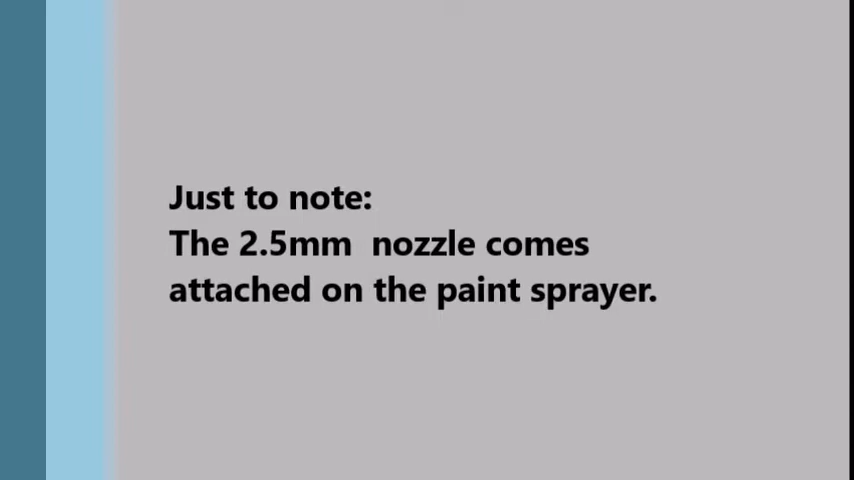 Just to note:
The 2.5mm  nozzle comes
attached on the paint sprayer.